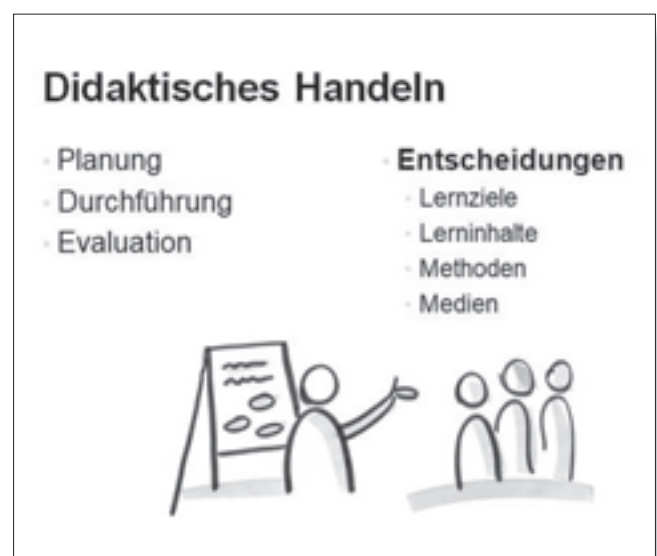 Didaktisches Handeln
Planung
Durchführung
Evaluation
Entscheidungen
Lernziele
Lerninhalte
Methoden
Medien